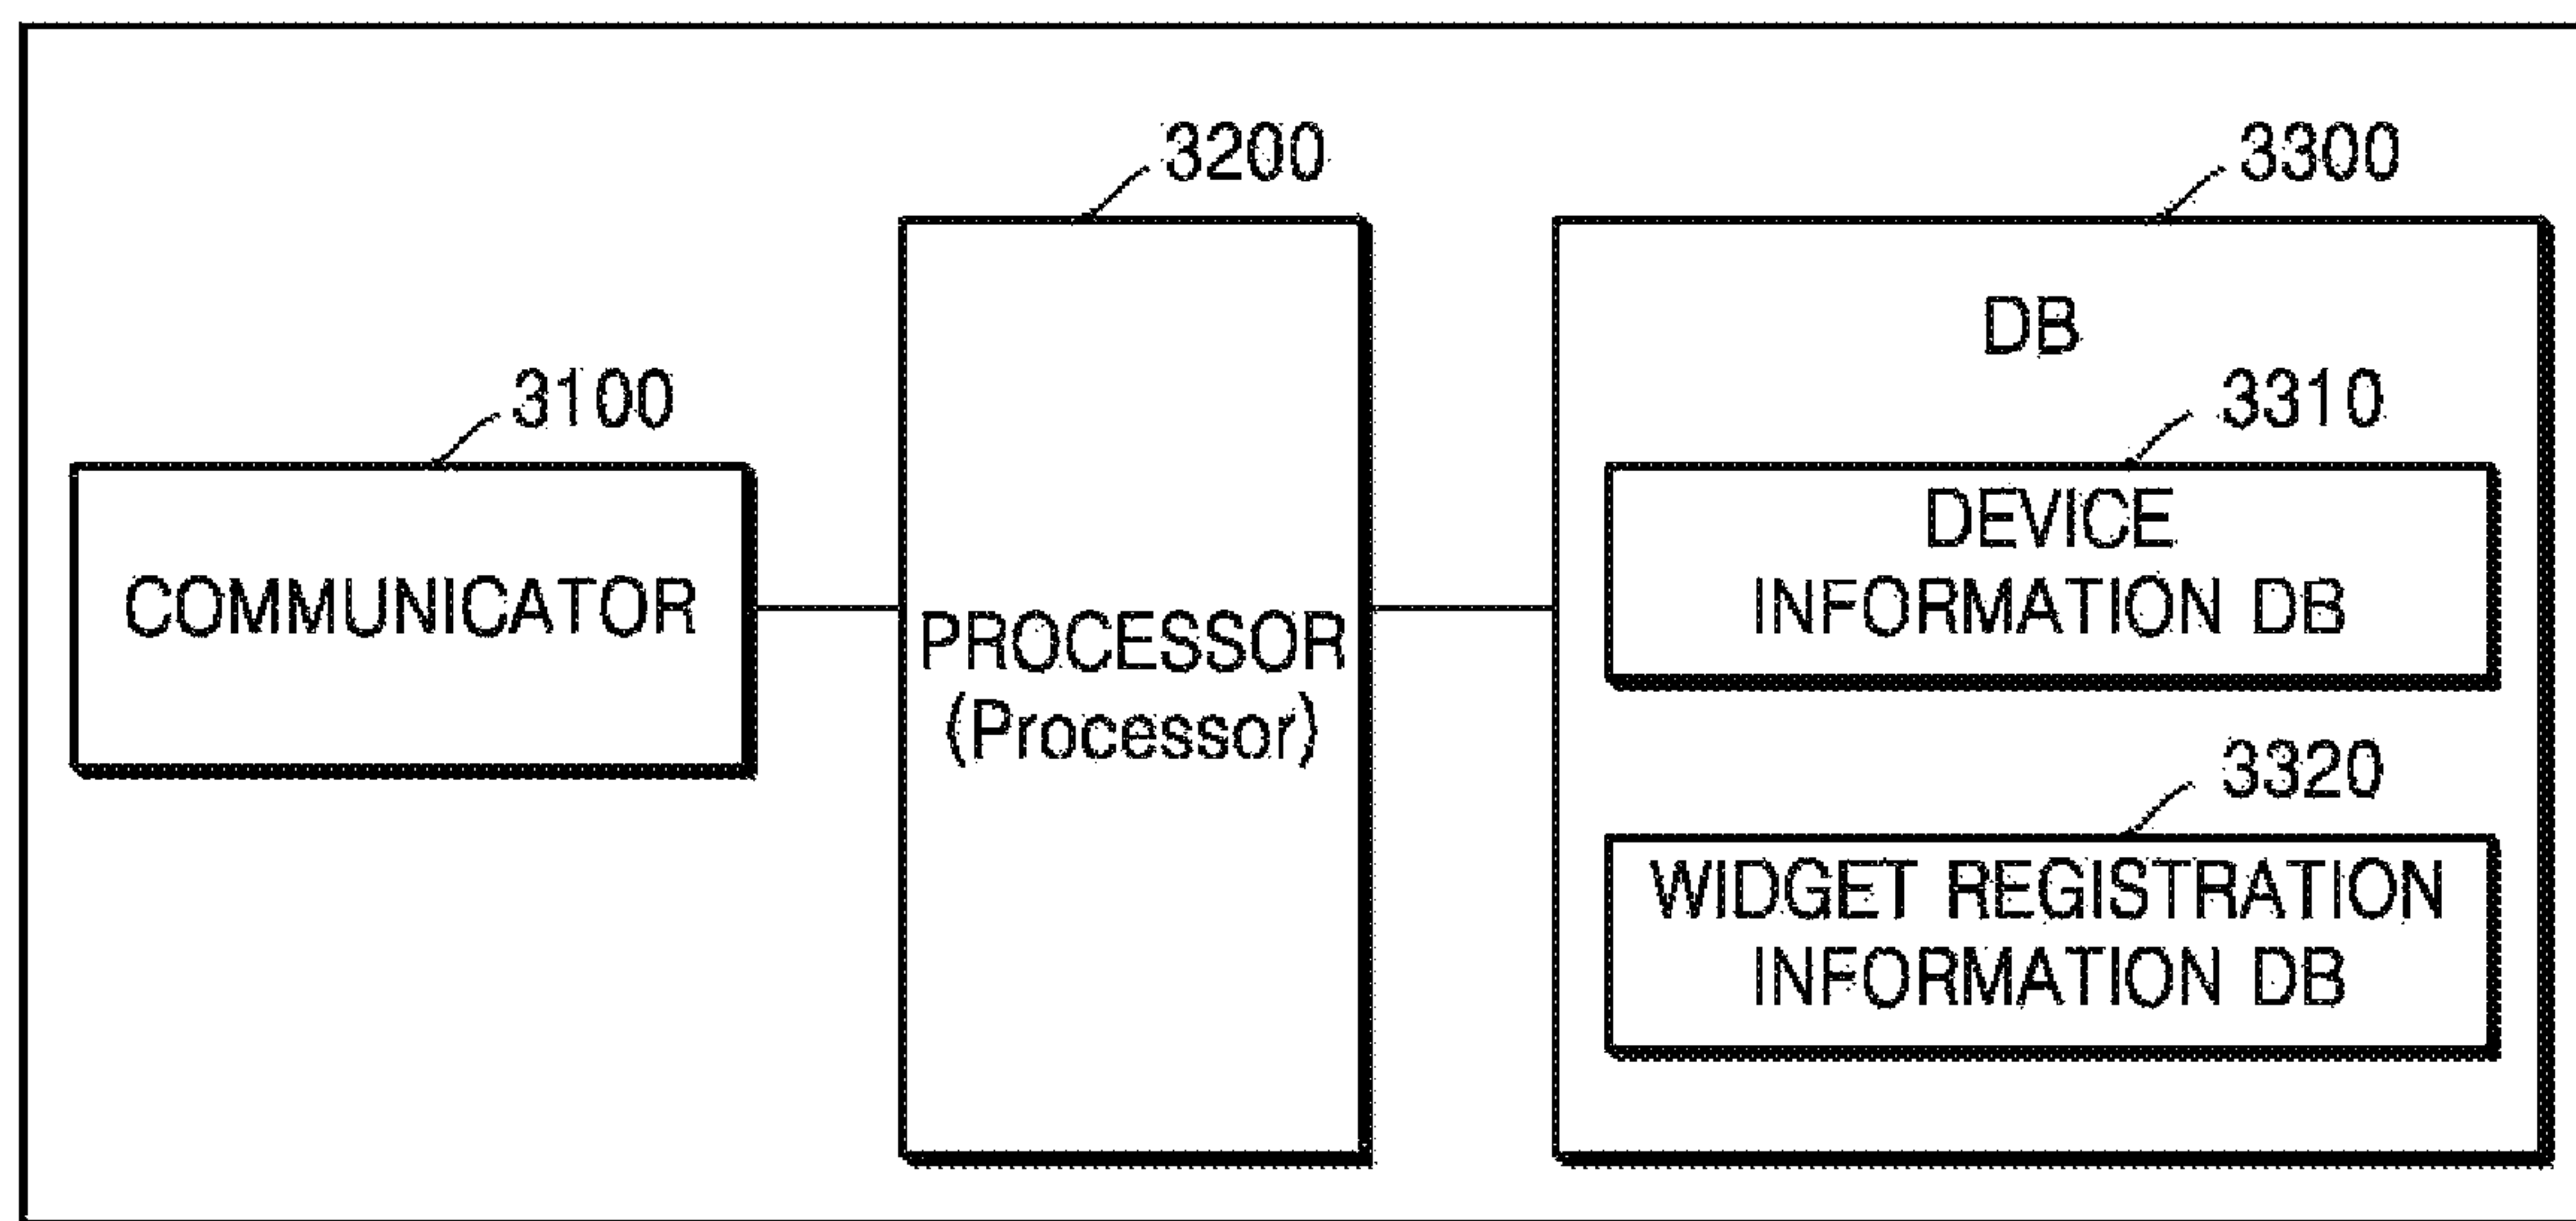 3100
COMMUNICATOR
3200
PROCESSOR
(Processor)
3300
DB
3310
DEVICE
INFORMATION DB
3320
WIDGET REGISTRATION
INFORMATION DB